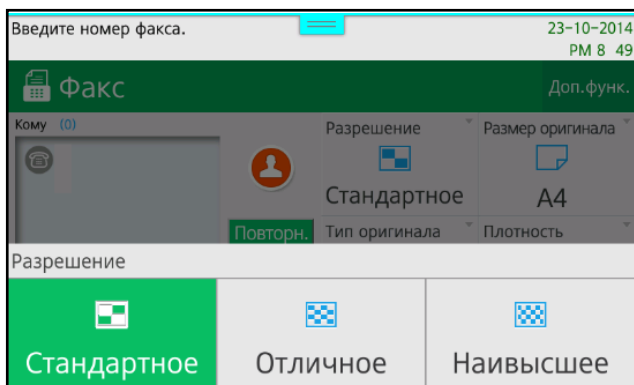 Введите номер факса.
23-10-2014
PM 8 49
Факс
Доп.функ.
Кому (0)
Разрешение
Стандартное
Размер оригинала
A4
Повторн.
Тип оригинала
Плотность
Разрешение
Стандартное
Отличное
Наивысшее